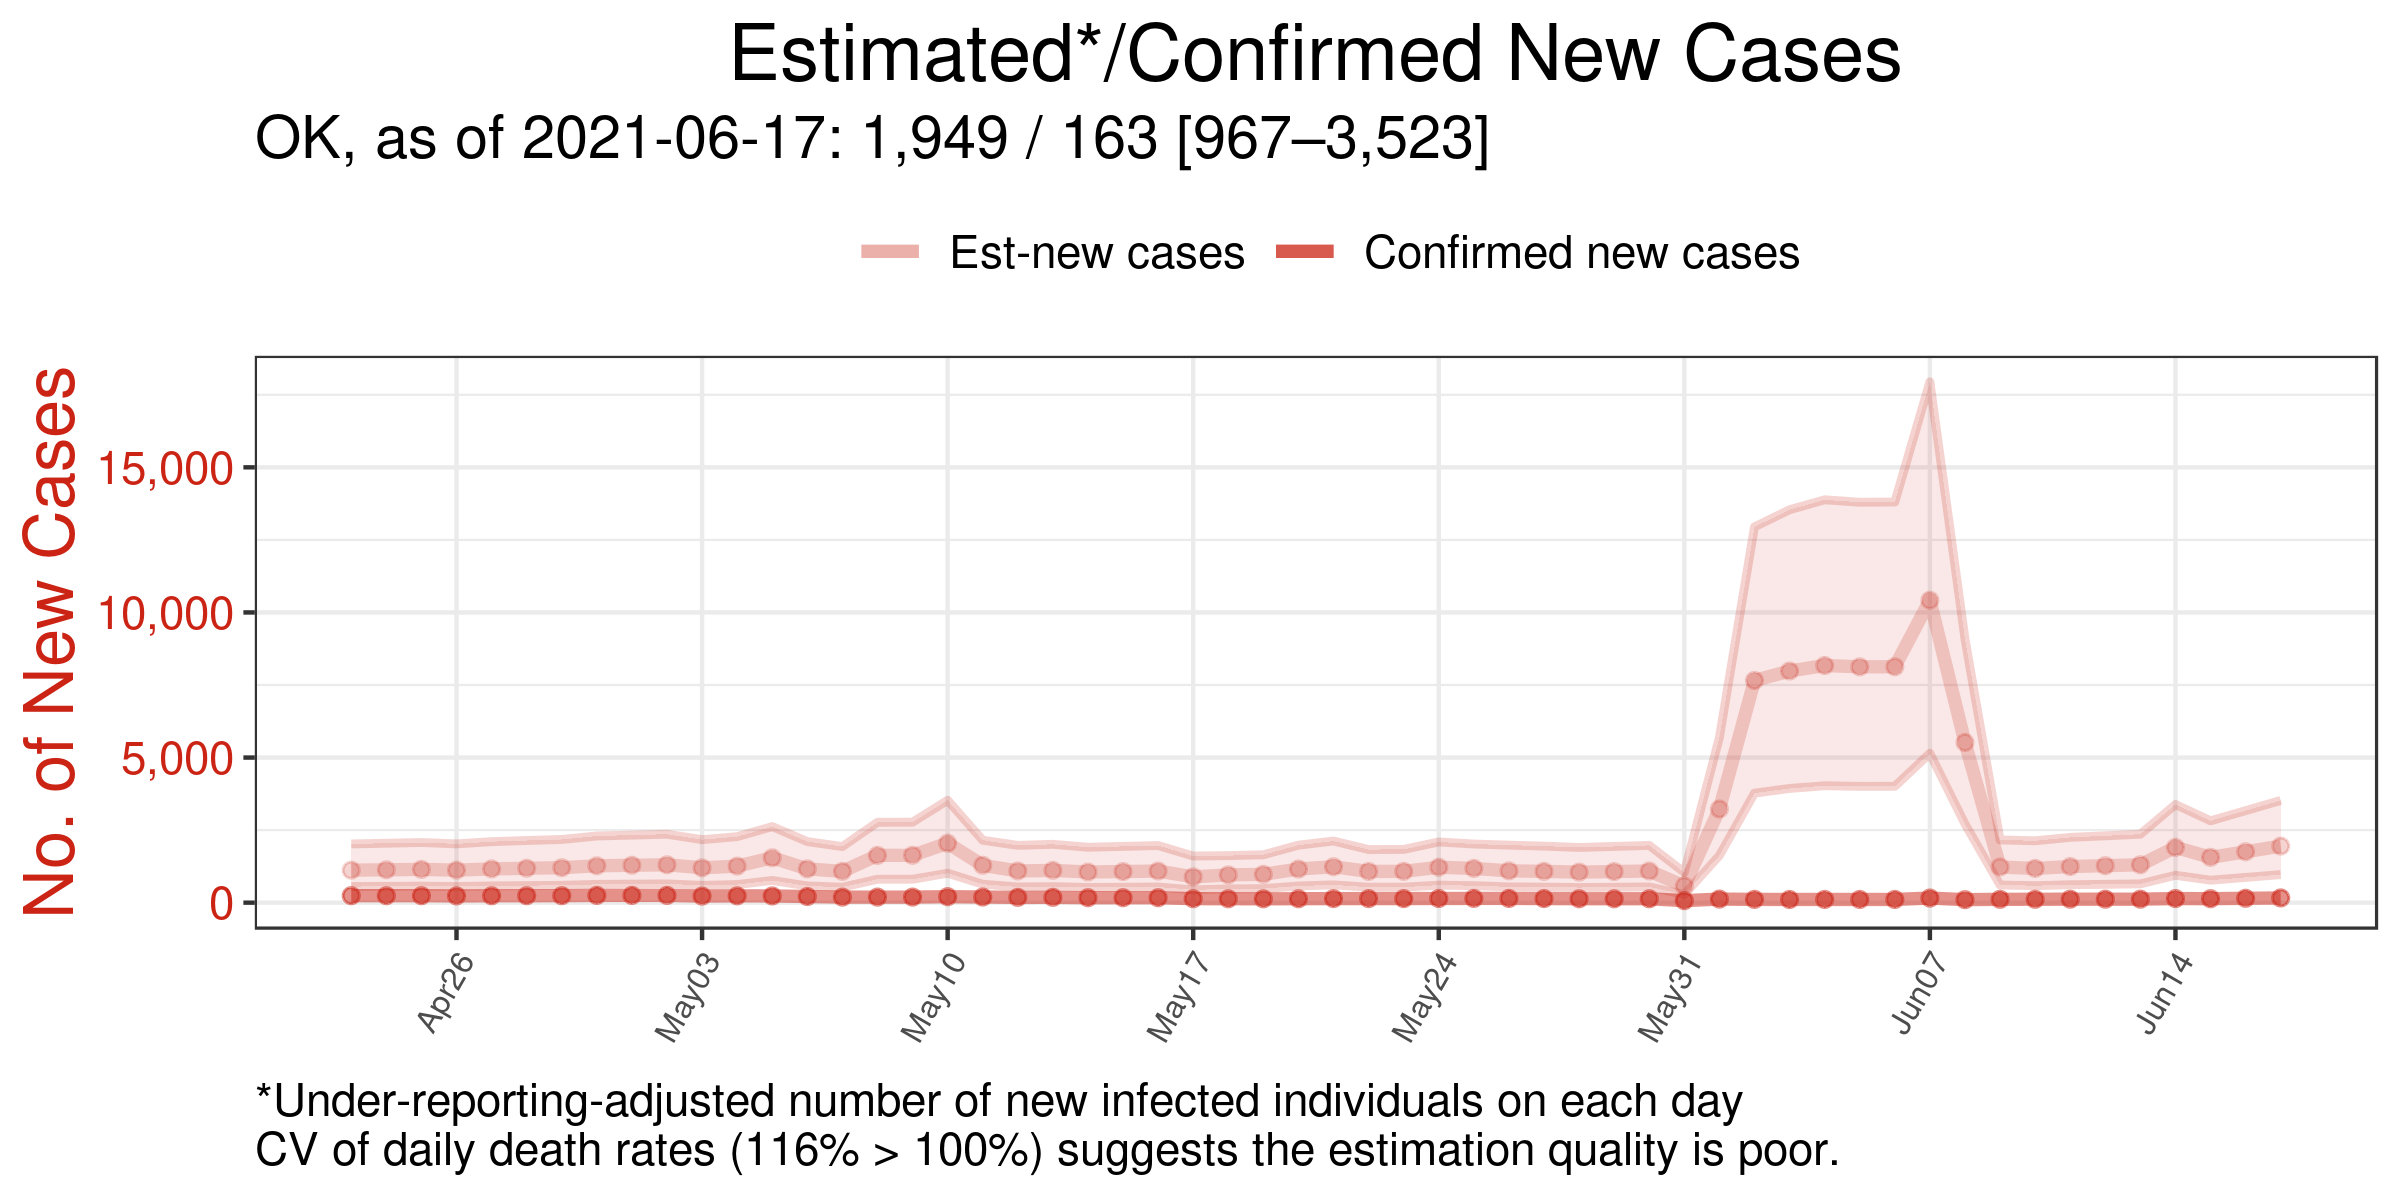 Estimated*/Confirmed New Cases
OK, as of 2021-06-17: 1,949 / 163 [967–3,523]
Est-new cases Confirmed new cases
No. of New Cases
15,000
10,000
5,000
0
Apr26 May03 May10 May17 May24 May31 Jun07 Jun14
*Under-reporting-adjusted number of new infected individuals on each day
CV of daily death rates (116% > 100%) suggests the estimation quality is poor.